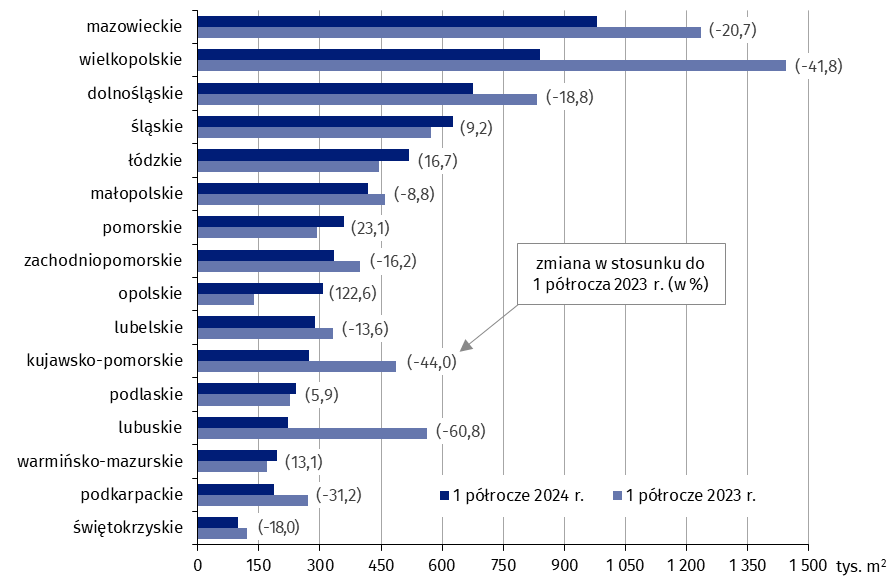 mazowieckie (-20,7)
wielkopolskie (-41,8)
dolnośląskie (-18,8)
śląskie (9,2)
łódzkie (16,7)
małopolskie (-8,8)
pomorskie (23,1)
zachodniopomorskie (-16,2)
zmiana w stosunku do
1 półrocza 2023 r. (w %)
opolskie (122,6)
lubelskie (-13,6)
kujawsko-pomorskie (-44,0)
podlaskie (5,9)
lubuskie (-60,8)
warmińsko-mazurskie (13,1)
podkarpackie (-31,2)
1 półrocze 2024 r. 1 półrocze 2023 r.
świętokrzyskie (-18,0)
0 150 300 450 600 750 900 1 050 1 200 1 350 1 500 tys. m²